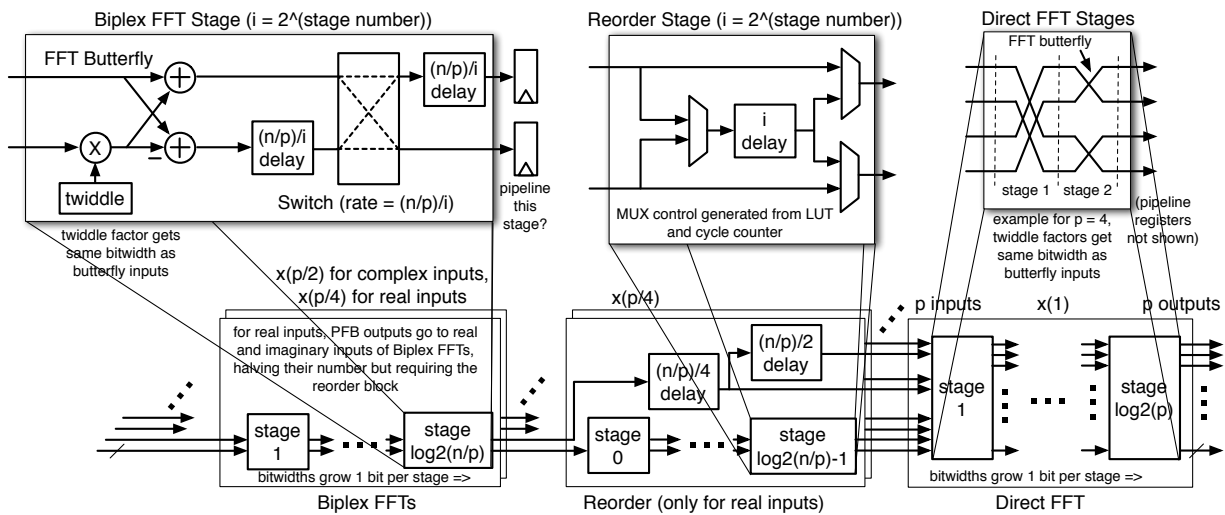 Biplex FFT Stage (i = 2^(stage number))
FFT Butterfly
+
+
−
X
twiddle
(n/p)/i
delay
(n/p)/i
delay
Switch (rate = (n/p)/i)
pipeline
this
stage?
twiddle factor gets
same bitwidth as
butterfly inputs
Reorder Stage (i = 2^(stage number))
i
delay
MUX control generated from LUT
and cycle counter
Direct FFT Stages
FFT butterfly
stage 1
stage 2
example for p = 4,
twiddle factors get
same bitwidth as
butterfly inputs
(pipeline
registers
not shown)
x(p/2) for complex inputs,
x(p/4) for real inputs
for real inputs, PFB outputs go to real
and imaginary inputs of Biplex FFTs,
halving their number but requiring the
reorder block
stage
1
stage
log2(n/p)
bitwidths grow 1 bit per stage =>
Biplex FFTs
x(p/4)
(n/p)/4
delay
(n/p)/2
delay
stage
0
stage
log2(n/p)-1
Reorder (only for real inputs)
p inputs
x(1)
p outputs
stage
1
stage
log2(p)
bitwidths grow 1 bit per stage =>
Direct FFT